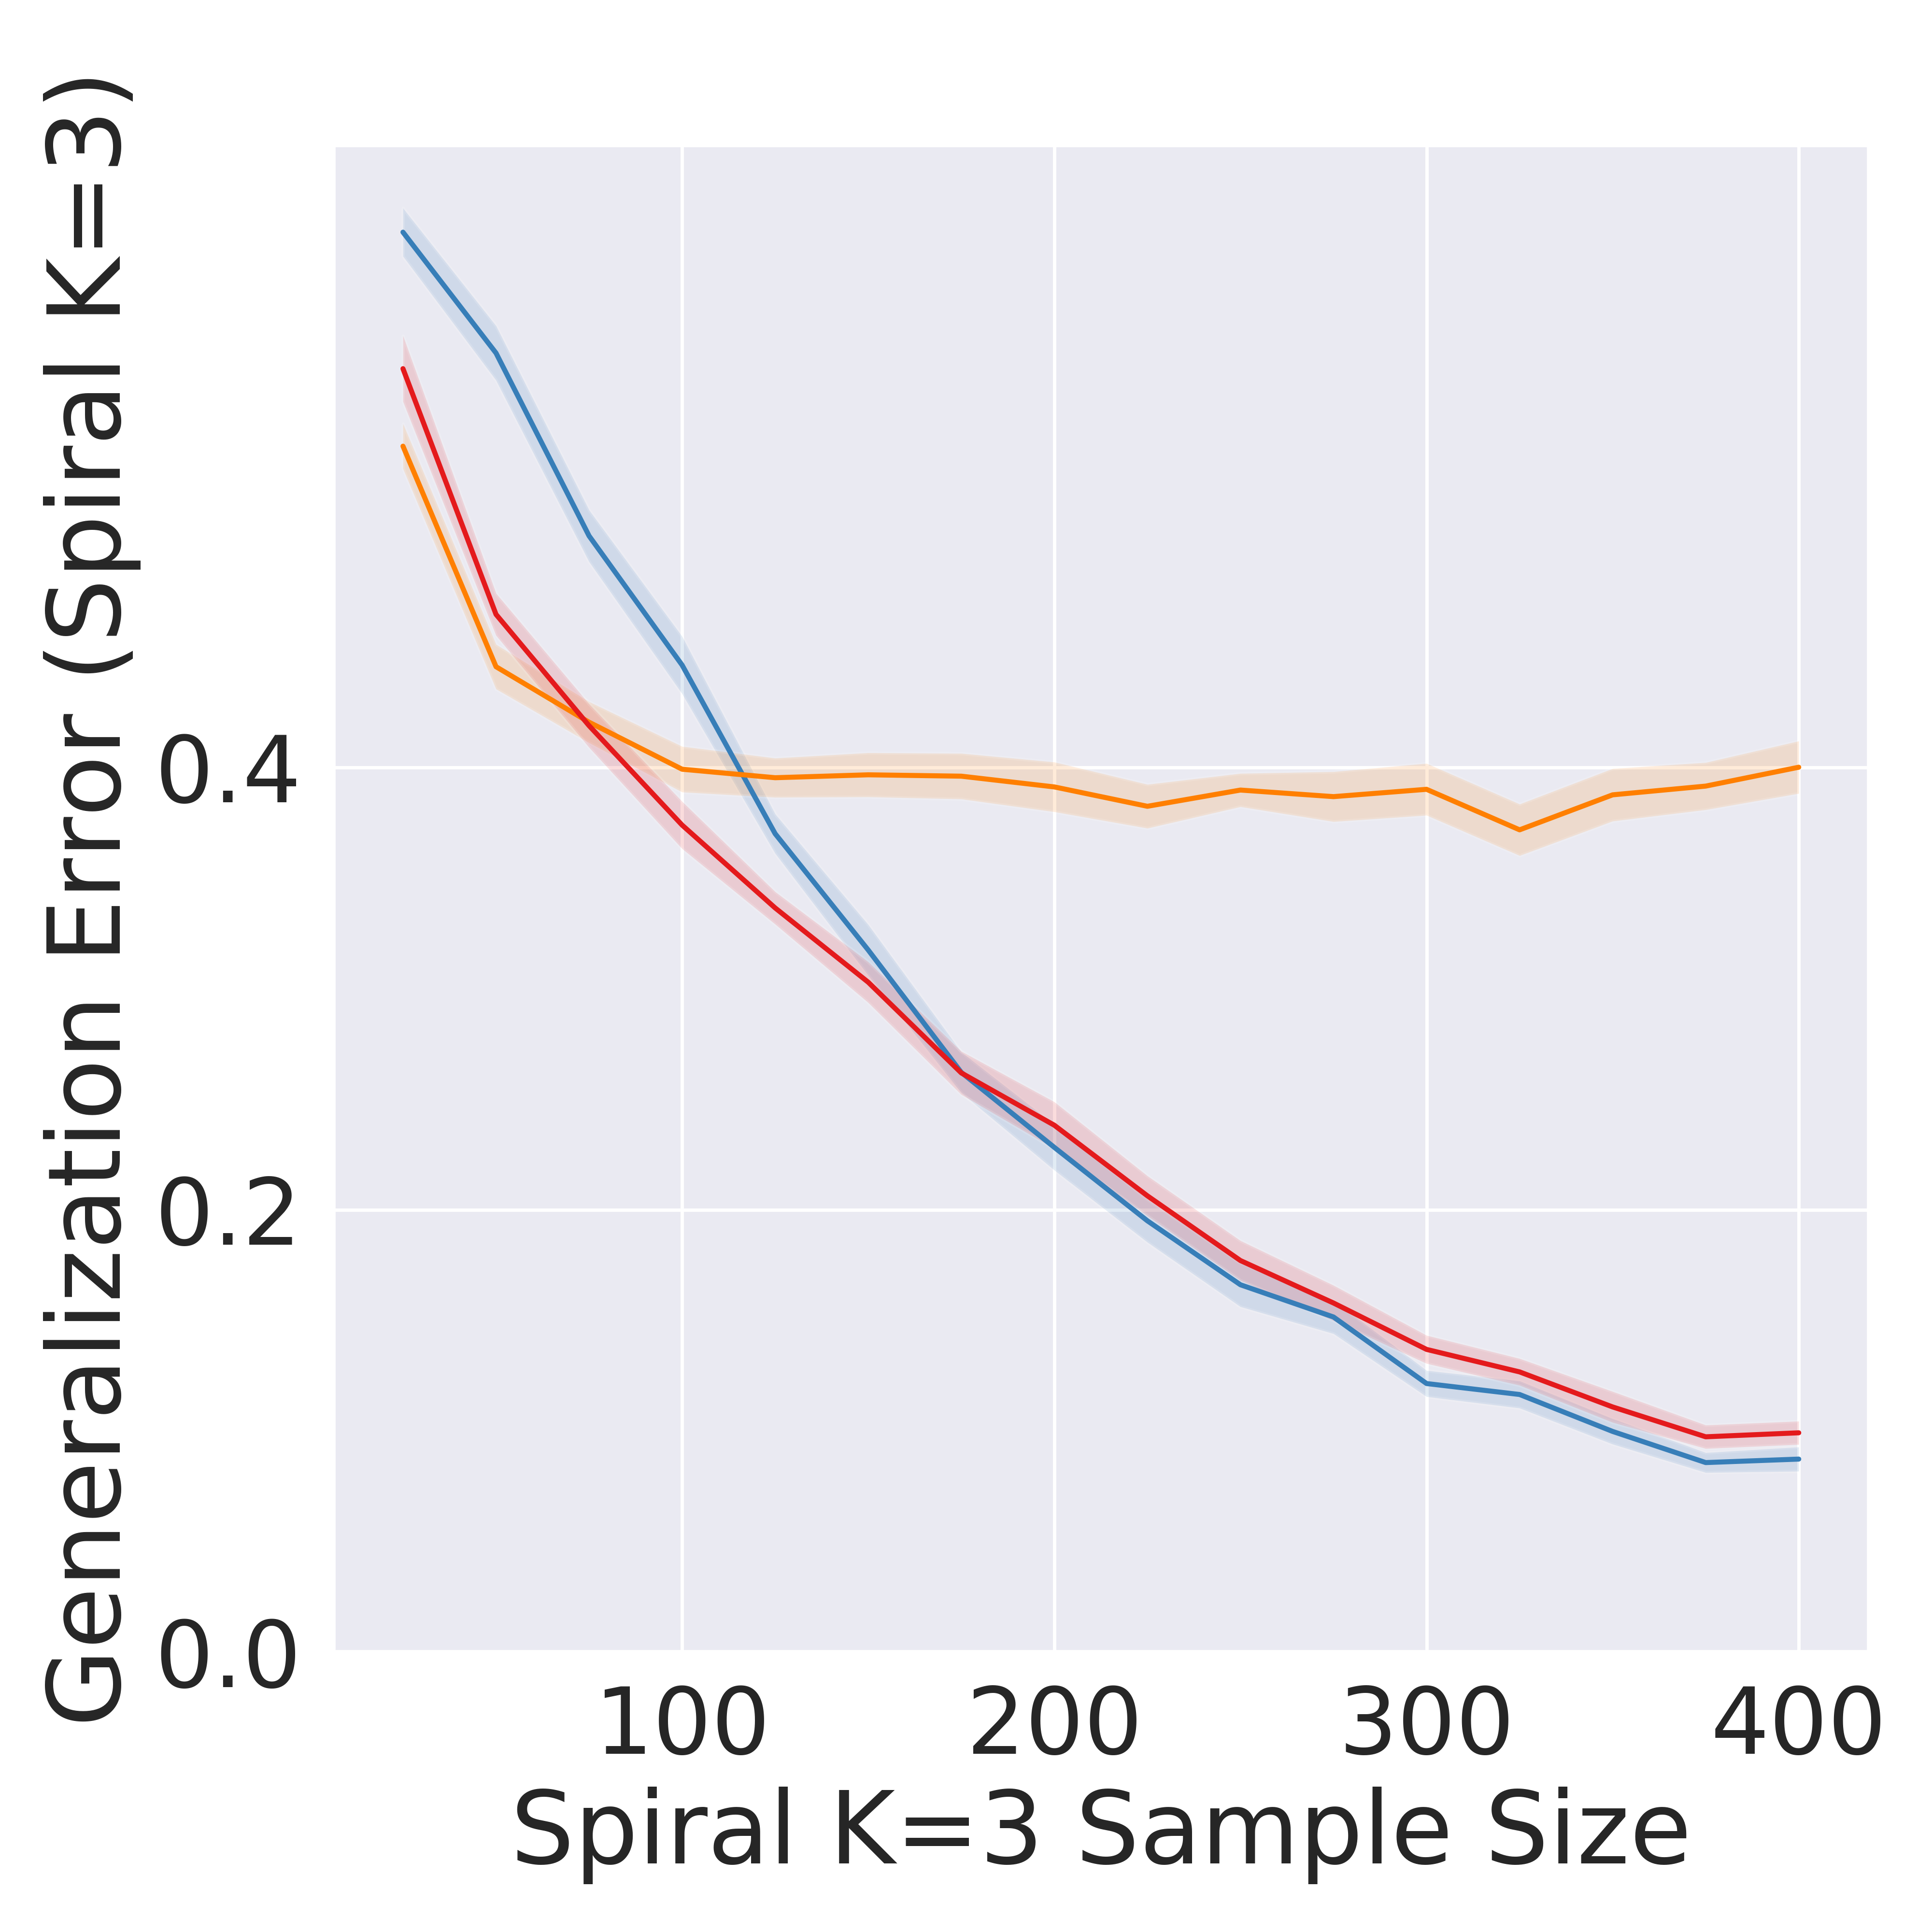 Generalization Error (Spiral K=3)
0.4
0.2
0.0
100 200 300 400
Spiral K=3 Sample Size